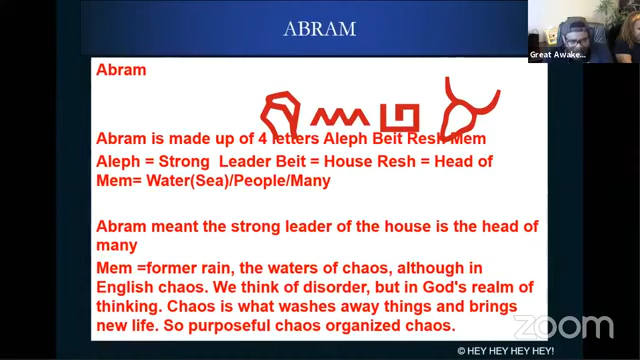 ABRAM
Great Awake...
Abram
Abram is made up of 4 letters Aleph Beit Resh Mem
Aleph = Strong Leader Beit = House Resh = Head of
Mem= Water(Sea)/People/Many
Abram meant the strong leader of the house is the head of
many
Mem =former rain, the waters of chaos, although in
English chaos. We think of disorder, but in God's realm of
thinking. Chaos is what washes away things and brings
new life. So purposeful chaos organized chaos.
zoom
© HEY HEY HEY HEY!